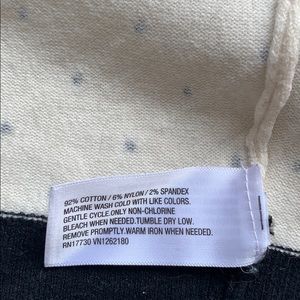 92% COTTON / 6% NYLON / 2% SPANDEX
MACHINE WASH COLD WITH LIKE COLORS.
GENTLE CYCLE.ONLY NON-CHLORINE
BLEACH WHEN NEEDED.TUMBLE DRY LOW.
REMOVE PROMPTLY.WARM IRON WHEN NEEDED.
RN17730 VN1262180